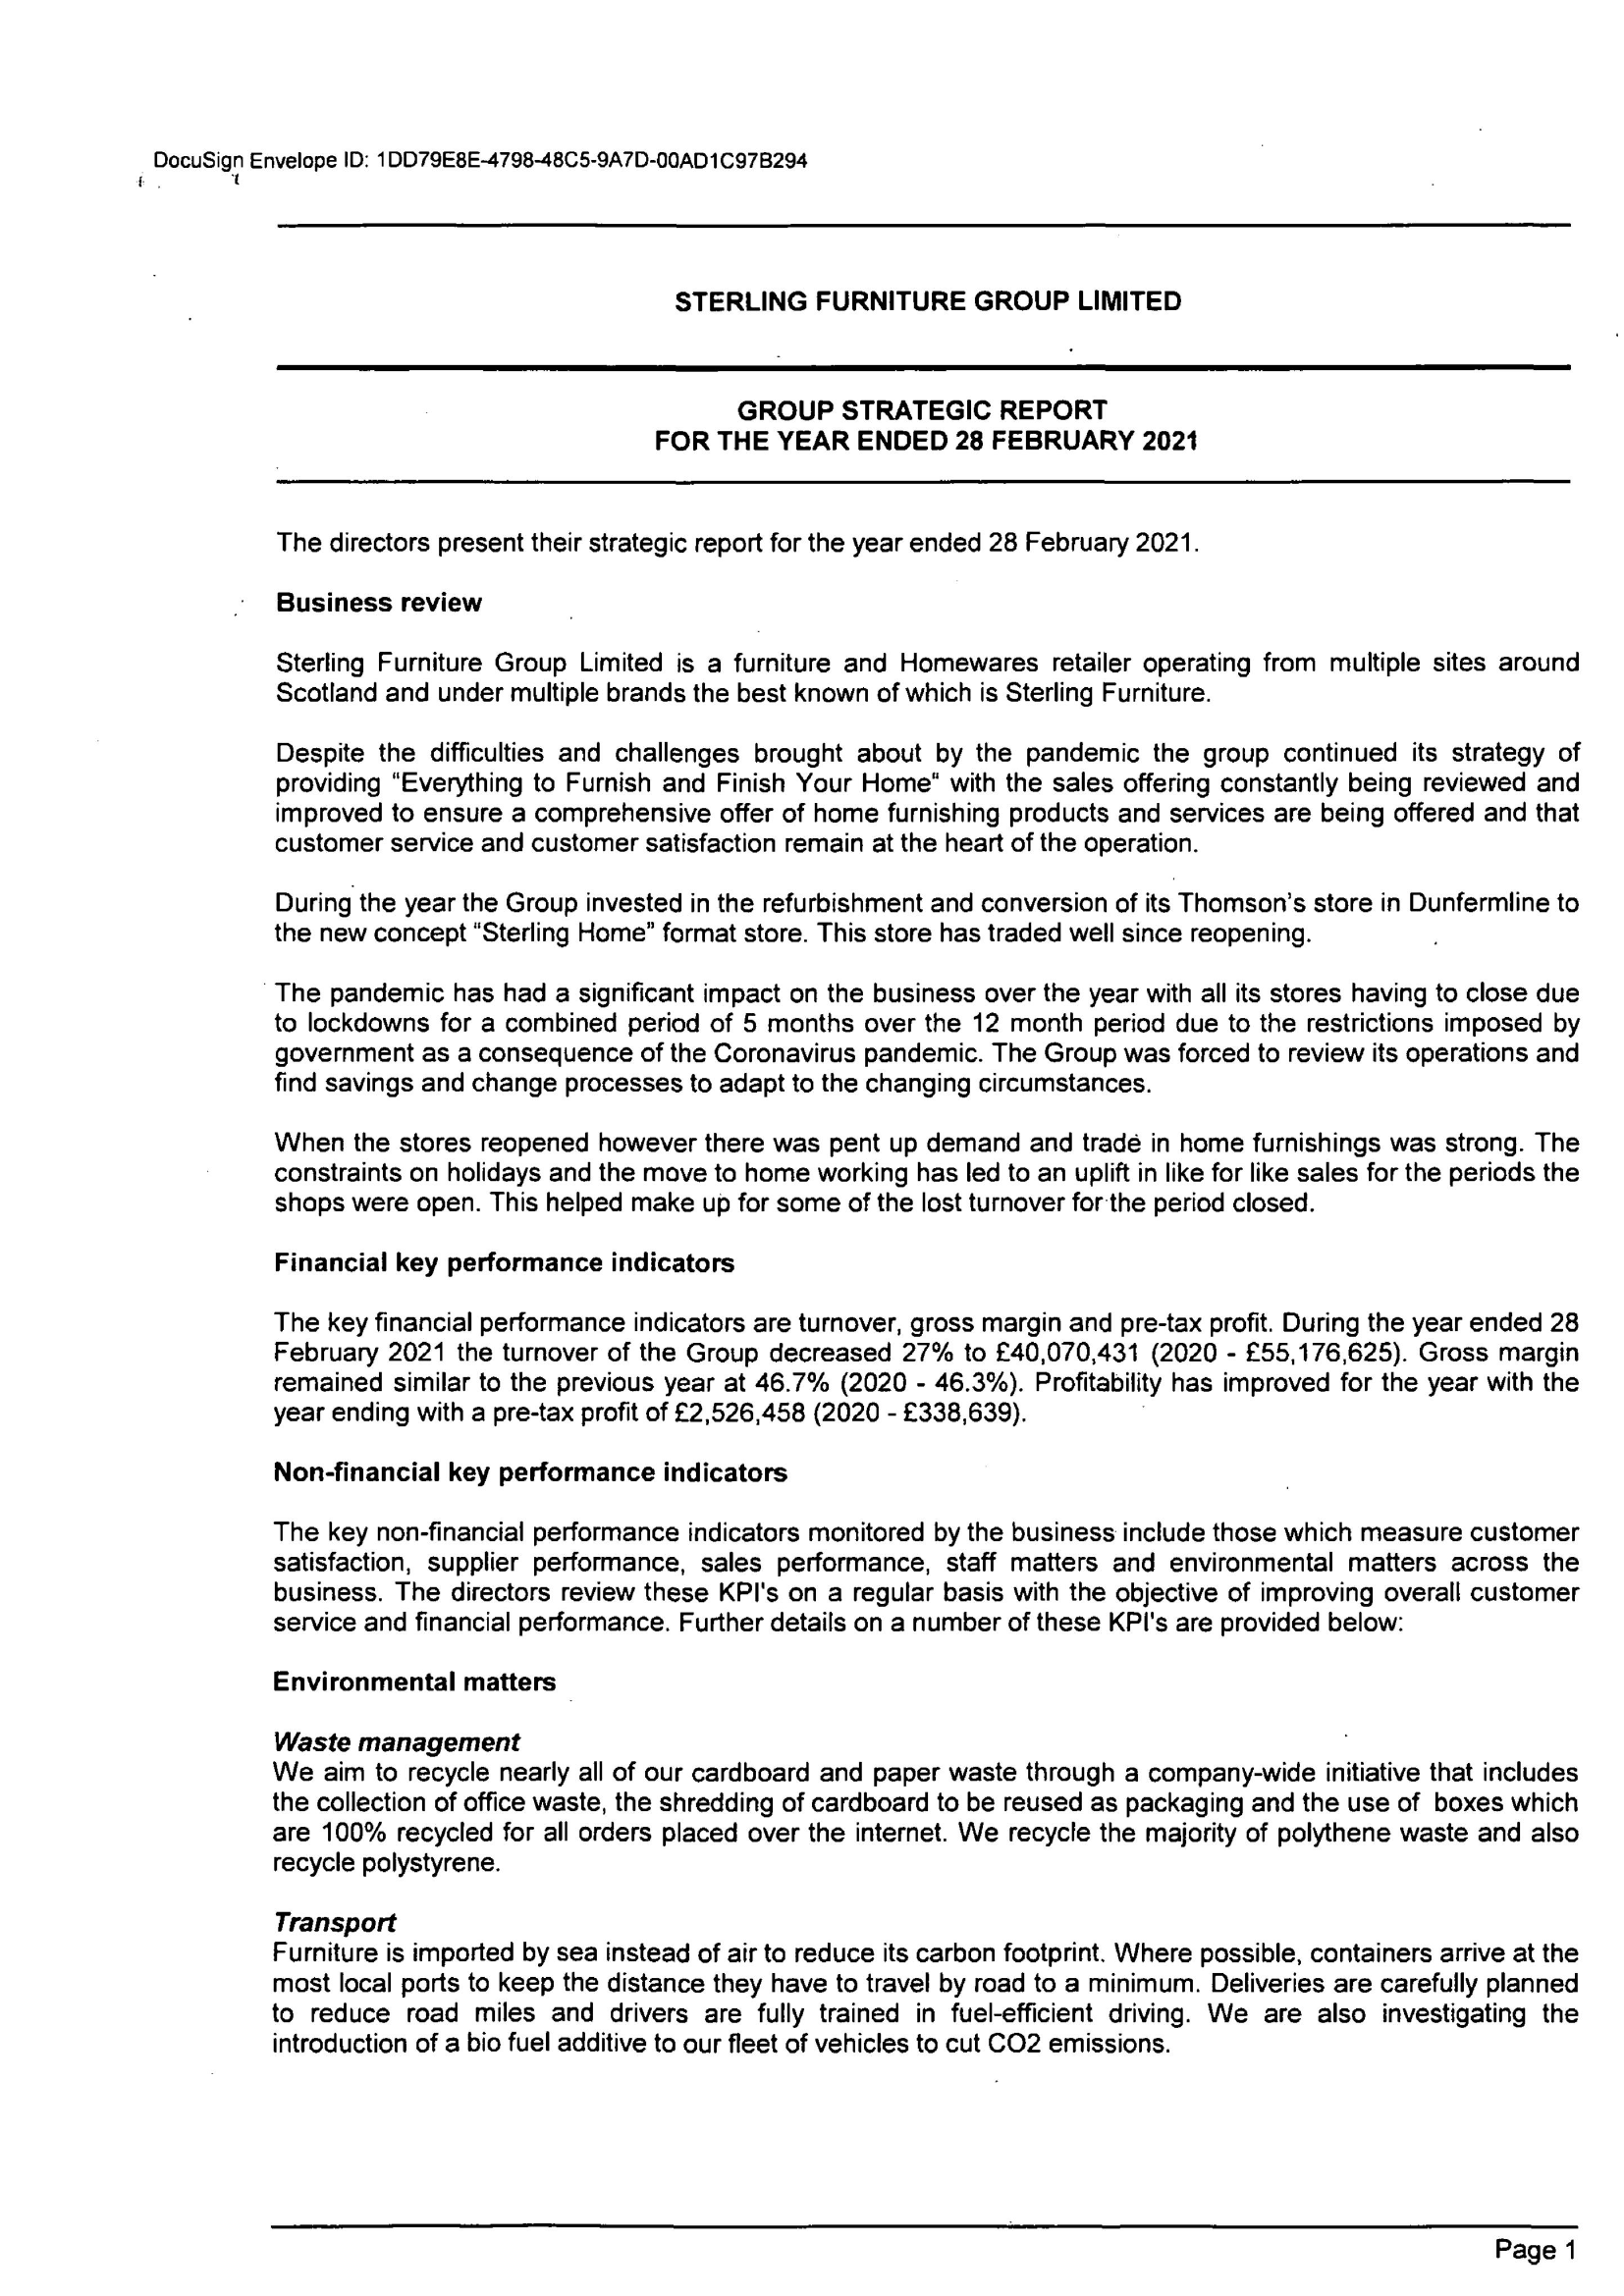 DocuSign Envelope ID: 1DD79E8E-4798-48C5-9A7D-00AD1C97B294
STERLING FURNITURE GROUP LIMITED
GROUP STRATEGIC REPORT
FOR THE YEAR ENDED 28 FEBRUARY 2021
The directors present their strategic report for the year ended 28 February 2021.
Business review
Sterling Furniture Group Limited is a furniture and Homewares retailer operating from multiple sites around
Scotland and under multiple brands the best known of which is Sterling Furniture.
Despite the difficulties and challenges brought about by the pandemic the group continued its strategy of
providing "Everything to Furnish and Finish Your Home" with the sales offering constantly being reviewed and
improved to ensure a comprehensive offer of home furnishing products and services are being offered and that
customer service and customer satisfaction remain at the heart of the operation.
During the year the Group invested in the refurbishment and conversion of its Thomson's store in Dunfermline to
the new concept "Sterling Home" format store. This store has traded well since reopening.
The pandemic has had a significant impact on the business over the year with all its stores having to close due
to lockdowns for a combined period of 5 months over the 12 month period due to the restrictions imposed by
government as a consequence of the Coronavirus pandemic. The Group was forced to review its operations and
find savings and change processes to adapt to the changing circumstances.
When the stores reopened however there was pent up demand and trade in home furnishings was strong. The
constraints on holidays and the move to home working has led to an uplift in like for like sales for the periods the
shops were open. This helped make up for some of the lost turnover for the period closed.
Financial key performance indicators
The key financial performance indicators are turnover, gross margin and pre-tax profit. During the year ended 28
February 2021 the turnover of the Group decreased 27% to £40,070,431 (2020 - £55,176,625). Gross margin
remained similar to the previous year at 46.7% (2020 - 46.3%). Profitability has improved for the year with the
year ending with a pre-tax profit of £2,526,458 (2020 - £338,639).
Non-financial key performance indicators
The key non-financial performance indicators monitored by the business include those which measure customer
satisfaction, supplier performance, sales performance, staff matters and environmental matters across the
business. The directors review these KPI's on a regular basis with the objective of improving overall customer
service and financial performance. Further details on a number of these KPI's are provided below:
Environmental matters
Waste management
We aim to recycle nearly all of our cardboard and paper waste through a company-wide initiative that includes
the collection of office waste, the shredding of cardboard to be reused as packaging and the use of boxes which
are 100% recycled for all orders placed over the internet. We recycle the majority of polythene waste and also
recycle polystyrene.
Transport
Furniture is imported by sea instead of air to reduce its carbon footprint. Where possible, containers arrive at the
most local ports to keep the distance they have to travel by road to a minimum. Deliveries are carefully planned
to reduce road miles and drivers are fully trained in fuel-efficient driving. We are also investigating the
introduction of a bio fuel additive to our fleet of vehicles to cut CO2 emissions.
Page 1